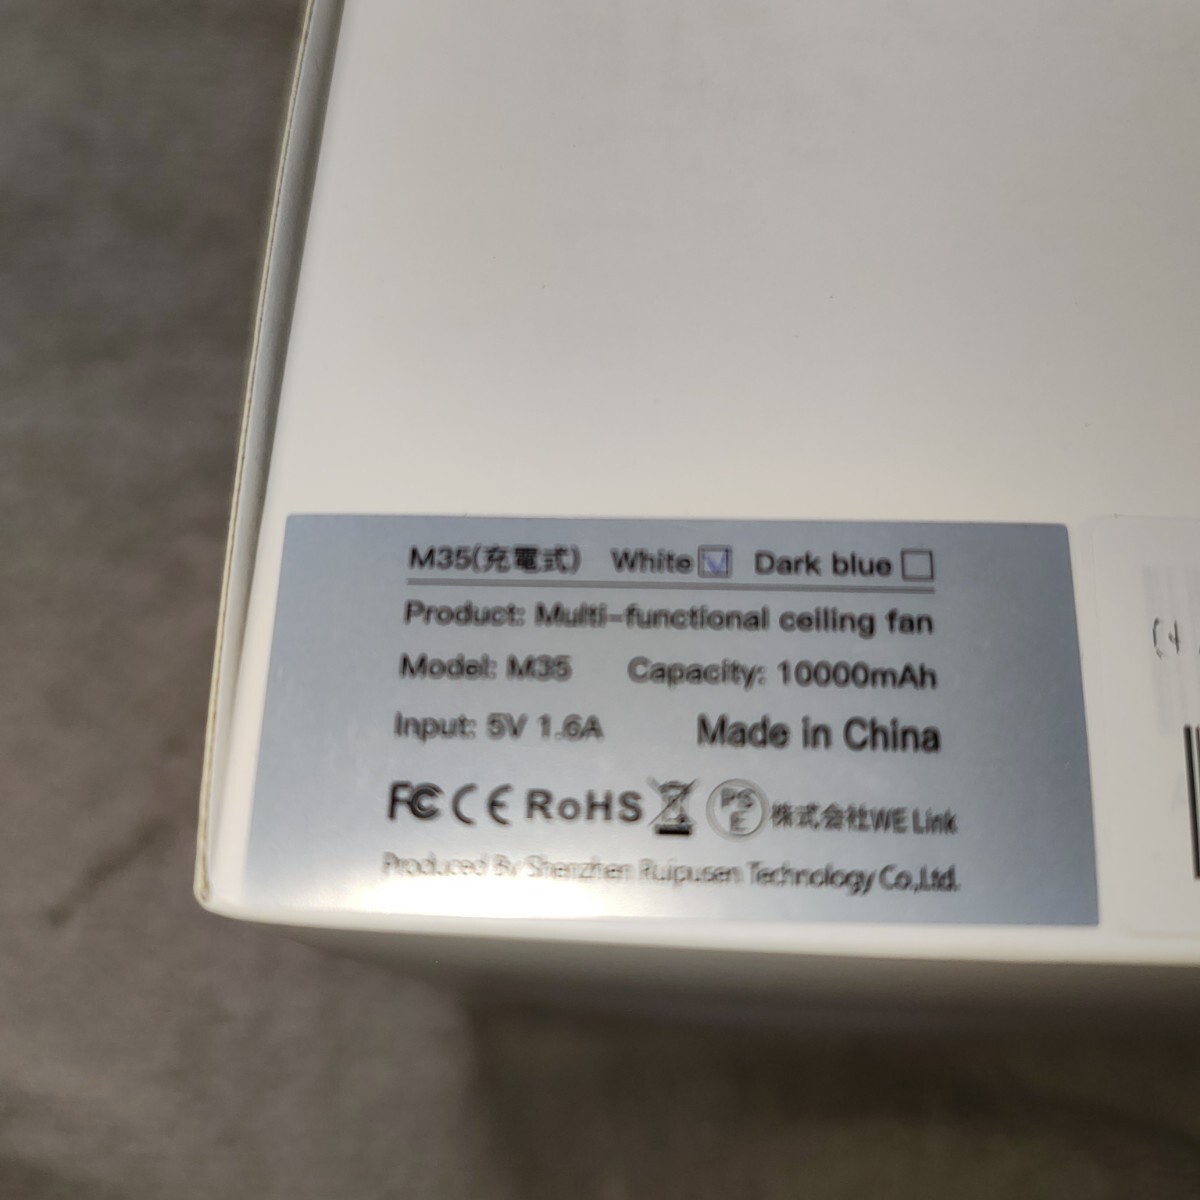 M35(充電式) White Dark blue
Product: Multi-functional ceiling fan
Model: M35 Capacity: 10000mAh
Input: 5V 1.6A Made in China
FC CE RoHS PSE 株式会社WE Link
Produced By Shenzhen Ruipusen Technology Co.,Ltd.